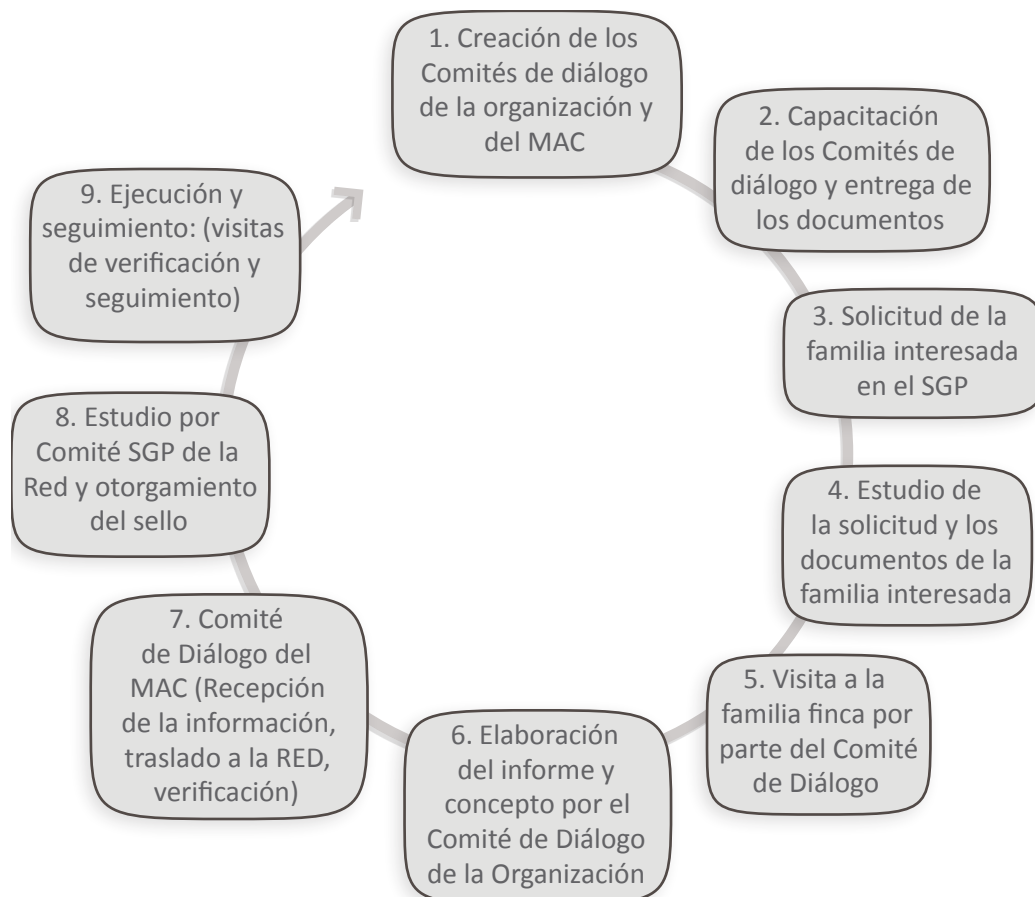 1. Creación de los
Comités de diálogo
de la organización y
del MAC
2. Capacitación
de los Comités de
diálogo y entrega de
los documentos
3. Solicitud de la
familia interesada
en el SGP
4. Estudio de
la solicitud y los
documentos de la
familia interesada
5. Visita a la
familia finca por
parte del Comité
de Diálogo
6. Elaboración
del informe y
concepto por el
Comité de Diálogo
de la Organización
7. Comité
de Diálogo del
MAC (Recepción
de la información,
traslado a la RED,
verificación)
8. Estudio por
Comité SGP de la
Red y otorgamiento
del sello
9. Ejecución y
seguimiento: (visitas
de verificación y
seguimiento)